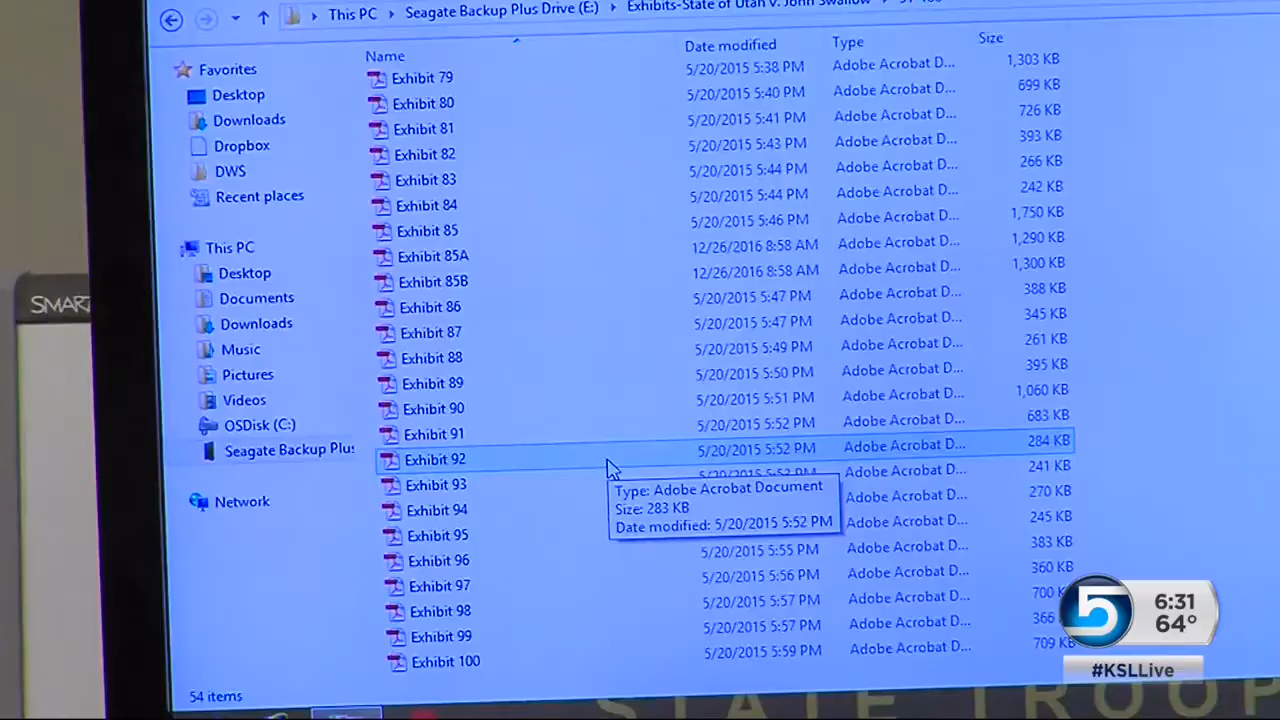 This PC Seagate Backup Plus Drive (E:) Exhibits-State of Utah v. John Swallow
Name Date modified Type Size
Favorites
Desktop
Downloads
Dropbox
DWS
Recent places
This PC
Desktop
Documents
Downloads
Music
Pictures
Videos
OSDisk (C:)
Seagate Backup Plus
Network
Exhibit 79 5/20/2015 5:38 PM Adobe Acrobat D... 1,303 KB
Exhibit 80 5/20/2015 5:40 PM Adobe Acrobat D... 699 KB
Exhibit 81 5/20/2015 5:41 PM Adobe Acrobat D... 726 KB
Exhibit 82 5/20/2015 5:43 PM Adobe Acrobat D... 393 KB
Exhibit 83 5/20/2015 5:44 PM Adobe Acrobat D... 266 KB
Exhibit 84 5/20/2015 5:44 PM Adobe Acrobat D... 242 KB
Exhibit 85 5/20/2015 5:46 PM Adobe Acrobat D... 1,750 KB
Exhibit 85A 12/26/2016 8:58 AM Adobe Acrobat D... 1,290 KB
Exhibit 85B 12/26/2016 8:58 AM Adobe Acrobat D... 1,300 KB
Exhibit 86 5/20/2015 5:47 PM Adobe Acrobat D... 388 KB
Exhibit 87 5/20/2015 5:47 PM Adobe Acrobat D... 345 KB
Exhibit 88 5/20/2015 5:49 PM Adobe Acrobat D... 261 KB
Exhibit 89 5/20/2015 5:50 PM Adobe Acrobat D... 395 KB
Exhibit 90 5/20/2015 5:51 PM Adobe Acrobat D... 1,060 KB
Exhibit 91 5/20/2015 5:52 PM Adobe Acrobat D... 683 KB
Exhibit 92 5/20/2015 5:52 PM Adobe Acrobat D... 284 KB
Exhibit 93 5/20/2015 5:52 PM Adobe Acrobat D... 241 KB
Exhibit 94 Adobe Acrobat D... 270 KB
Exhibit 95 Adobe Acrobat D... 245 KB
Exhibit 96 5/20/2015 5:55 PM Adobe Acrobat D... 383 KB
Exhibit 97 5/20/2015 5:56 PM Adobe Acrobat D... 360 KB
Exhibit 98 5/20/2015 5:57 PM Adobe Acrobat D... 700
Exhibit 99 5/20/2015 5:57 PM Adobe Acrobat D... 366
Exhibit 100 5/20/2015 5:59 PM Adobe Acrobat D... 709 KB
Type: Adobe Acrobat Document
Size: 283 KB
Date modified: 5/20/2015 5:52 PM
54 items
SMART
5 6:31
64°
#KSLLive
STATE TROOP